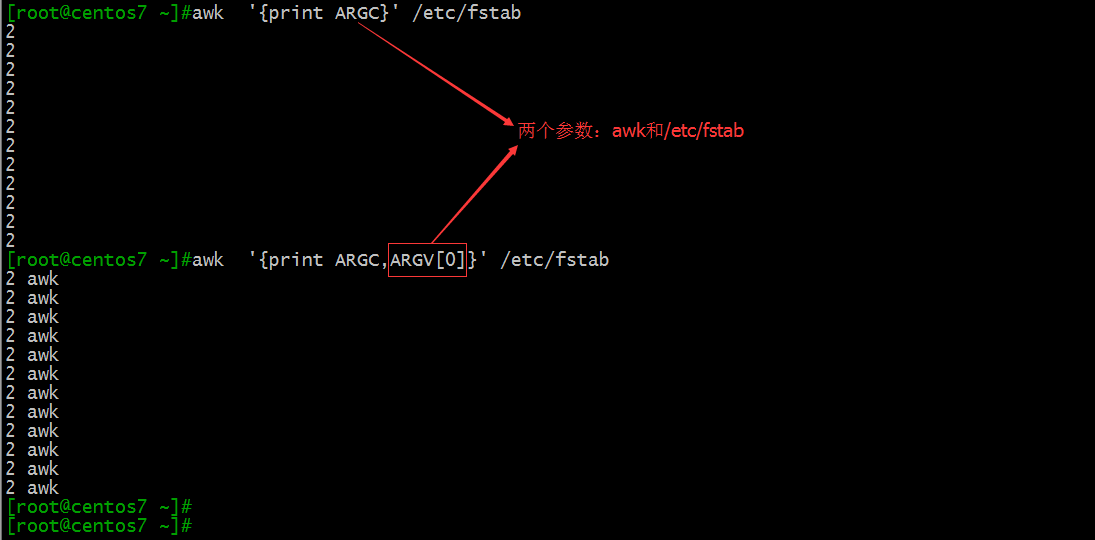 [root@centos7 ~]#awk  '{print ARGC}' /etc/fstab
2
2
2
2
2
2
两个参数：awk和/etc/fstab
2
2
2
2
2
2
[root@centos7 ~]#awk  '{print ARGC,ARGV[0]}' /etc/fstab
2 awk
2 awk
2 awk
2 awk
2 awk
2 awk
2 awk
2 awk
2 awk
2 awk
2 awk
2 awk
[root@centos7 ~]#
[root@centos7 ~]#